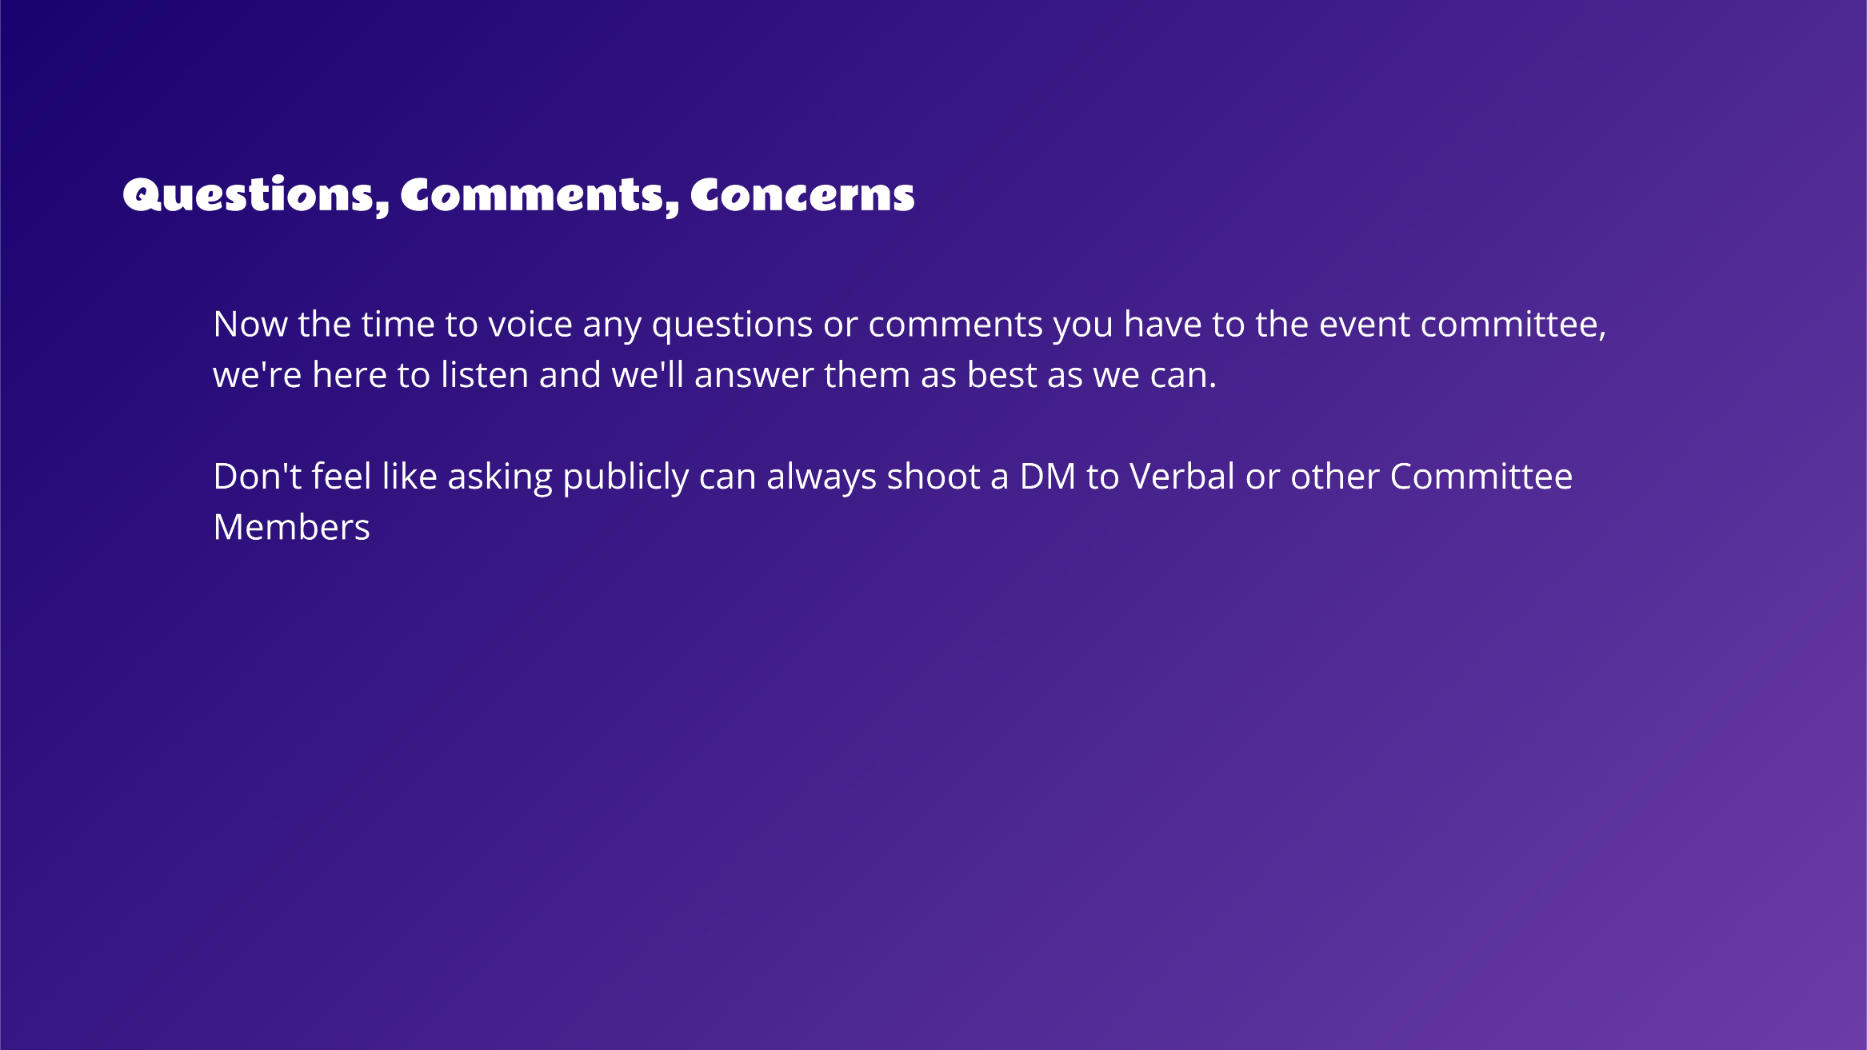 Questions, Comments, Concerns
Now the time to voice any questions or comments you have to the event committee,
we're here to listen and we'll answer them as best as we can.
Don't feel like asking publicly can always shoot a DM to Verbal or other Committee
Members